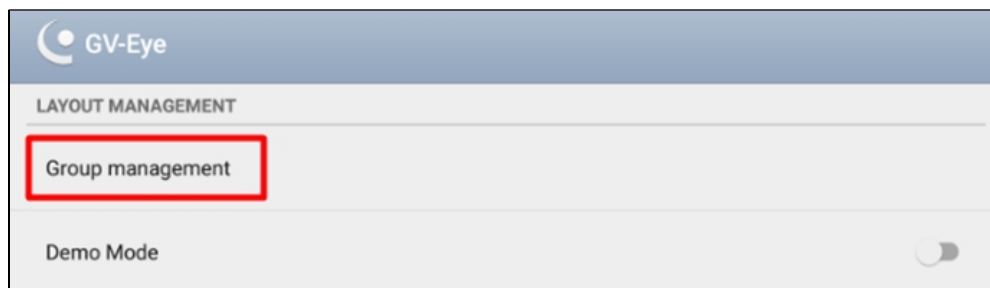 GV-Eye
LAYOUT MANAGEMENT
Group management
Demo Mode